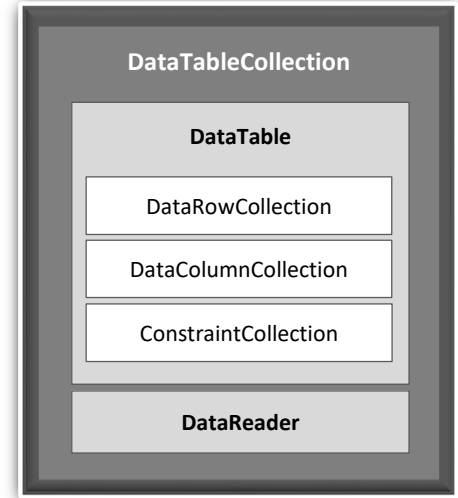 DataTableCollection
DataTable
DataRowCollection
DataColumnCollection
ConstraintCollection
DataReader